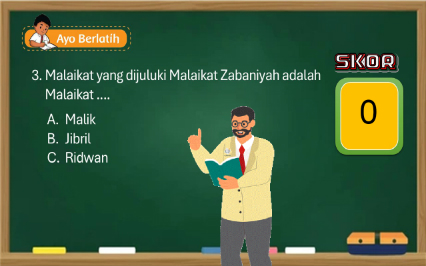 Ayo Berlatih
3. Malaikat yang dijuluki Malaikat Zabaniyah adalah
Malaikat ....
A. Malik
B. Jibril
C. Ridwan
SKOR
0